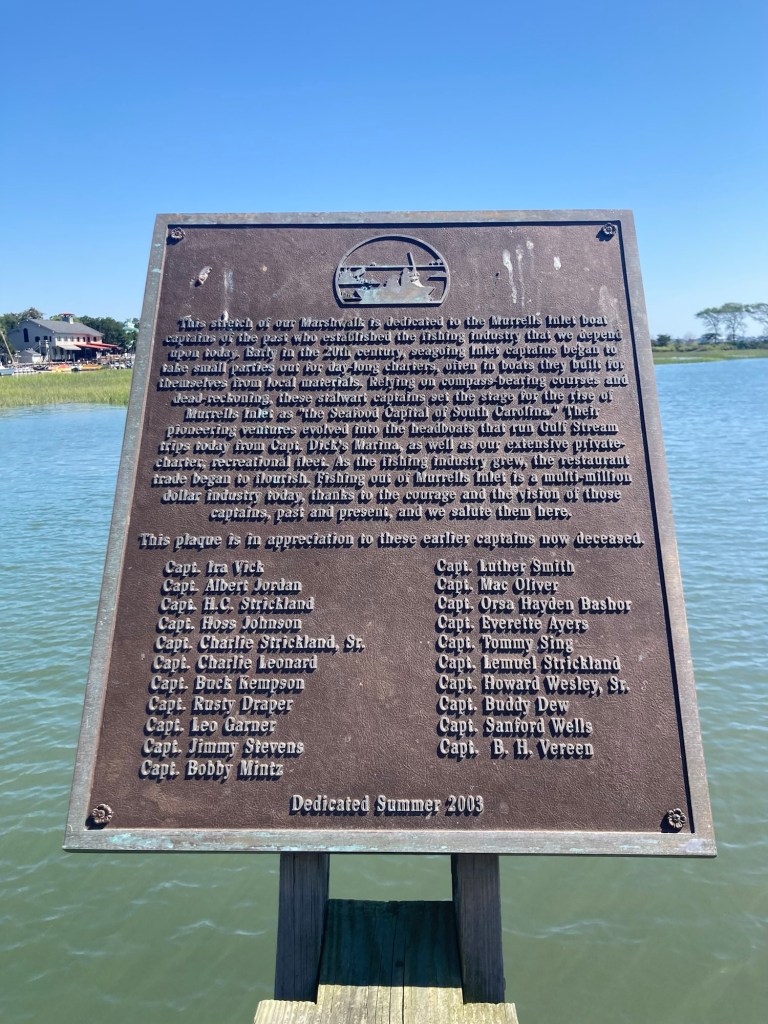 This stretch of our Marshwalk is dedicated to the Murrells Inlet boat
captains of the past who established the fishing industry that we depend
upon today. Early in the 20th century, seagoing Inlet captains began to
take small parties out for day-long charters, often in boats they built for
themselves from local materials. Relying on compass-bearing courses and
dead-reckoning, these stalwart captains set the stage for the rise of
Murrells Inlet as "the Seafood Capital of South Carolina." Their
pioneering ventures evolved into the headboats that run Gulf Stream
trips today from Capt. Dick's Marina, as well as our extensive private-
charter, recreational fleet. As the fishing industry grew, the restaurant
trade began to flourish. Fishing out of Murrells Inlet is a multi-million
dollar industry today, thanks to the courage and the vision of those
captains, past and present, and we salute them here.
This plaque is in appreciation to these earlier captains now deceased.
Capt. Ira Vick
Capt. Albert Jordan
Capt. H.C. Strickland
Capt. Hoss Johnson
Capt. Charlie Strickland, Sr.
Capt. Charlie Leonard
Capt. Buck Kempson
Capt. Rusty Draper
Capt. Leo Garner
Capt. Jimmy Stevens
Capt. Bobby Mintz
Capt. Luther Smith
Capt. Mac Oliver
Capt. Orsa Hayden Bashor
Capt. Everette Ayers
Capt. Tommy Sing
Capt. Lemuel Strickland
Capt. Howard Wesley, Sr.
Capt. Buddy Dew
Capt. Sanford Wells
Capt. B. H. Vereen
Dedicated Summer 2003